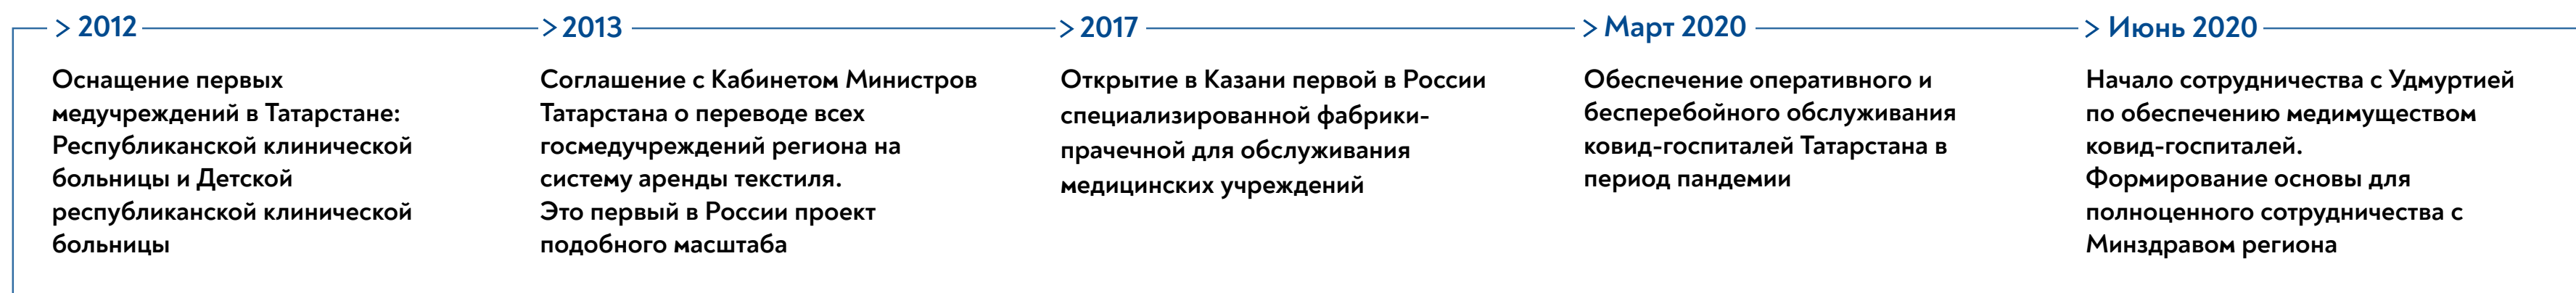 > 2012
Оснащение первых
медучреждений в Татарстане:
Республиканской клинической
больницы и Детской
республиканской клинической
больницы
> 2013
Соглашение с Кабинетом Министров
Татарстана о переводе всех
госмедучреждений региона на
систему аренды текстиля.
Это первый в России проект
подобного масштаба
> 2017
Открытие в Казани первой в России
специализированной фабрики-
прачечной для обслуживания
медицинских учреждений
> Март 2020
Обеспечение оперативного и
бесперебойного обслуживания
ковид-госпиталей Татарстана в
период пандемии
> Июнь 2020
Начало сотрудничества с Удмуртией
по обеспечению медимуществом
ковид-госпиталей.
Формирование основы для
полноценного сотрудничества с
Минздравом региона